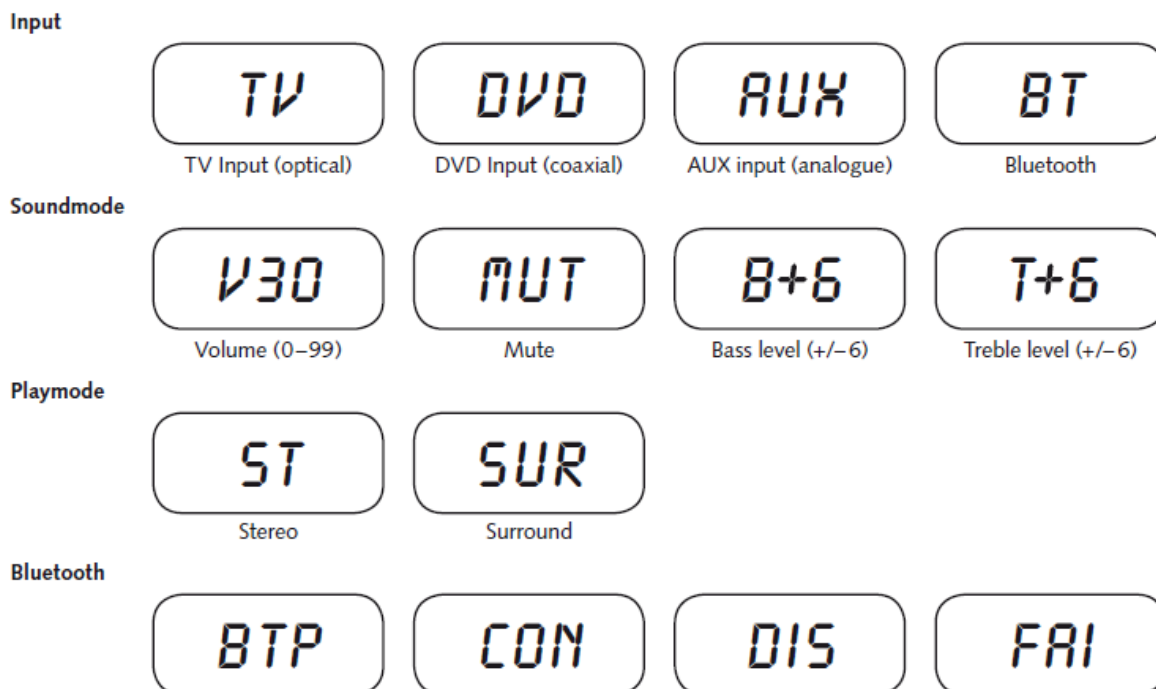 Input
TV DVD AUX BT
TV Input (optical) DVD Input (coaxial) AUX input (analogue) Bluetooth
Soundmode
V30 MUT B+6 T+6
Volume (0–99) Mute Bass level (+/–6) Treble level (+/–6)
Playmode
ST SUR
Stereo Surround
Bluetooth
BTP CON DIS FAI